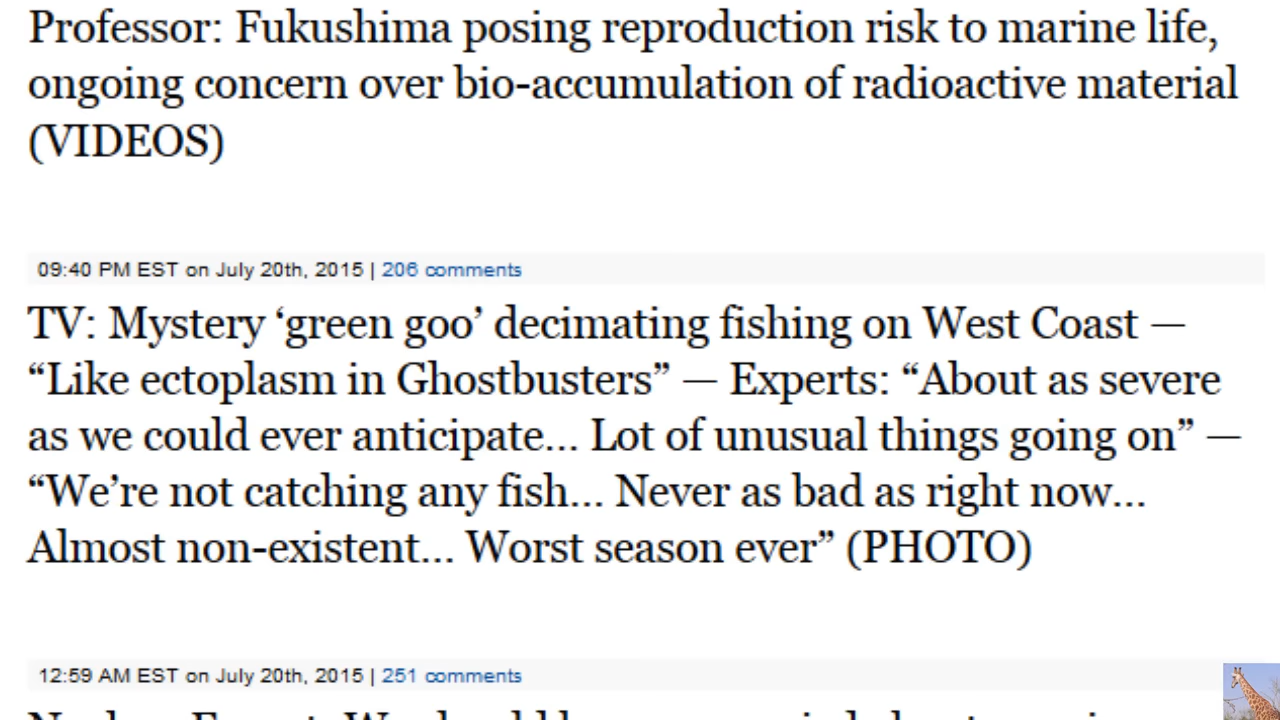 Professor: Fukushima posing reproduction risk to marine life,
ongoing concern over bio-accumulation of radioactive material
(VIDEOS)
09:40 PM EST on July 20th, 2015 | 206 comments
TV: Mystery ‘green goo’ decimating fishing on West Coast —
“Like ectoplasm in Ghostbusters” — Experts: “About as severe
as we could ever anticipate… Lot of unusual things going on” —
“We’re not catching any fish… Never as bad as right now…
Almost non-existent… Worst season ever” (PHOTO)
12:59 AM EST on July 20th, 2015 | 251 comments